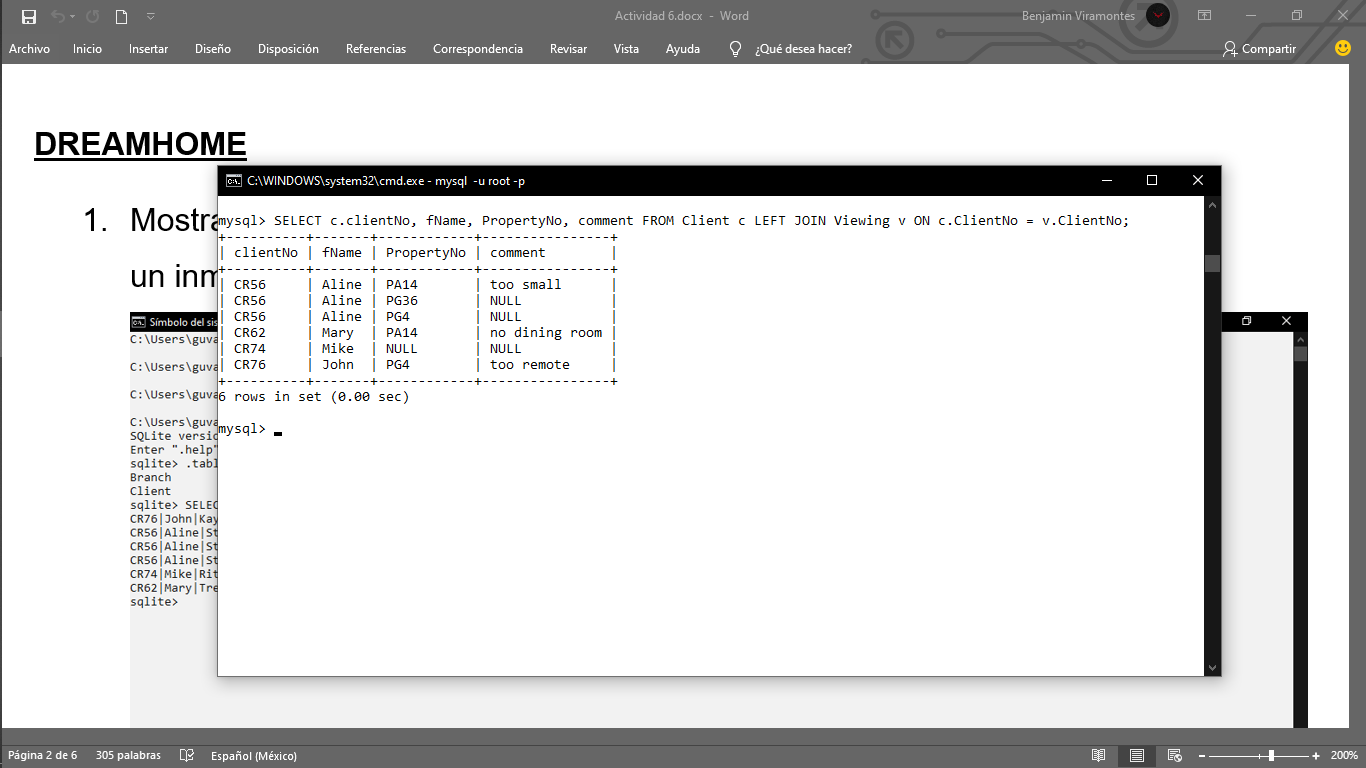 Actividad 6.docx - Word
Benjamin Viramontes
Archivo Inicio Insertar Diseño Disposición Referencias Correspondencia Revisar Vista Ayuda ¿Qué desea hacer? Compartir
DREAMHOME
C:\WINDOWS\system32\cmd.exe - mysql -u root -p
1. Mostra
un inm
mysql> SELECT c.clientNo, fName, PropertyNo, comment FROM Client c LEFT JOIN Viewing v ON c.ClientNo = v.ClientNo;
+----------+-------+------------+----------------+
| clientNo | fName | PropertyNo | comment        |
+----------+-------+------------+----------------+
| CR56     | Aline | PA14       | too small      |
| CR56     | Aline | PG36       | NULL           |
| CR56     | Aline | PG4        | NULL           |
| CR62     | Mary  | PA14       | no dining room |
| CR74     | Mike  | NULL       | NULL           |
| CR76     | John  | PG4        | too remote     |
+----------+-------+------------+----------------+
6 rows in set (0.00 sec)
mysql>
Símbolo del sis
C:\Users\guva
C:\Users\guva
C:\Users\guva
C:\Users\guva
SQLite versio
Enter ".help"
sqlite> .tabl
Branch
Client
sqlite> SELEC
CR76|John|Kay
CR56|Aline|St
CR56|Aline|St
CR56|Aline|St
CR74|Mike|Rit
CR62|Mary|Tre
sqlite>
Página 2 de 6 305 palabras Español (México) 200%